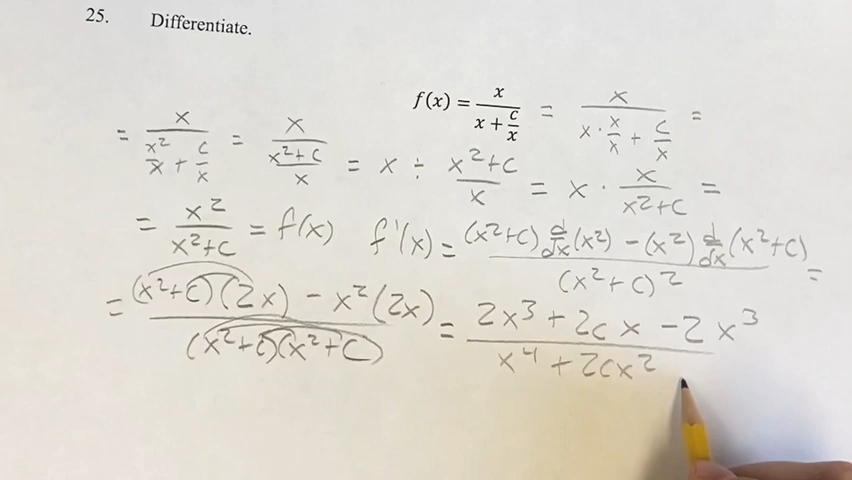 25. Differentiate.
f(x) = x/(x + c/x) = x/(x · x/x + c/x) =
= x/(x²/x + c/x) = x/((x²+c)/x) = x ÷ (x²+c)/x = x · x/(x²+c) =
= x²/(x²+c) = f(x) f'(x) = ((x²+c) d/dx (x²) - (x²) d/dx (x²+c))/(x²+c)² =
= ((x²+c)(2x) - x²(2x))/((x²+c)(x²+c)) = (2x³ + 2cx - 2x³)/(x⁴ + 2cx²